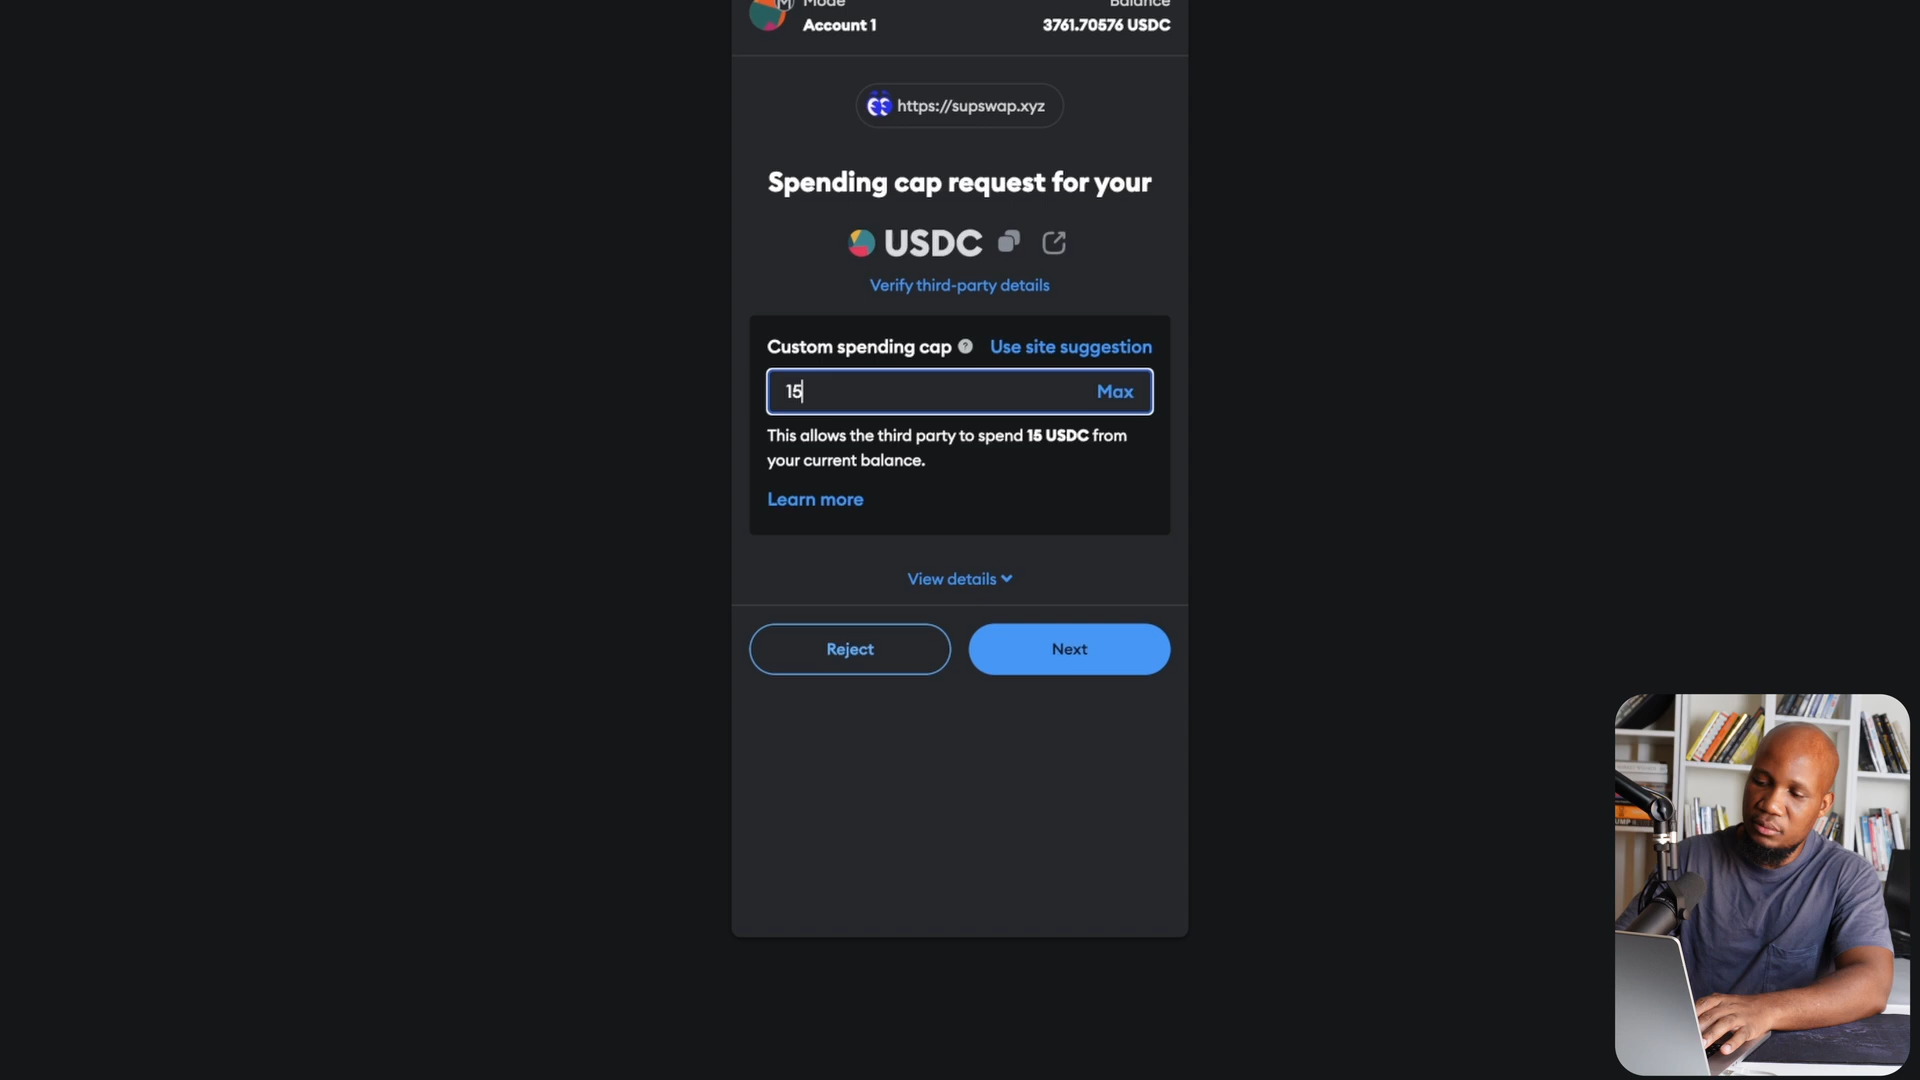 Mode
Balance
Account 1
3761.70576 USDC
https://supswap.xyz
Spending cap request for your
USDC
Verify third-party details
Custom spending cap
Use site suggestion
15
Max
This allows the third party to spend 15 USDC from
your current balance.
Learn more
View details
Reject
Next